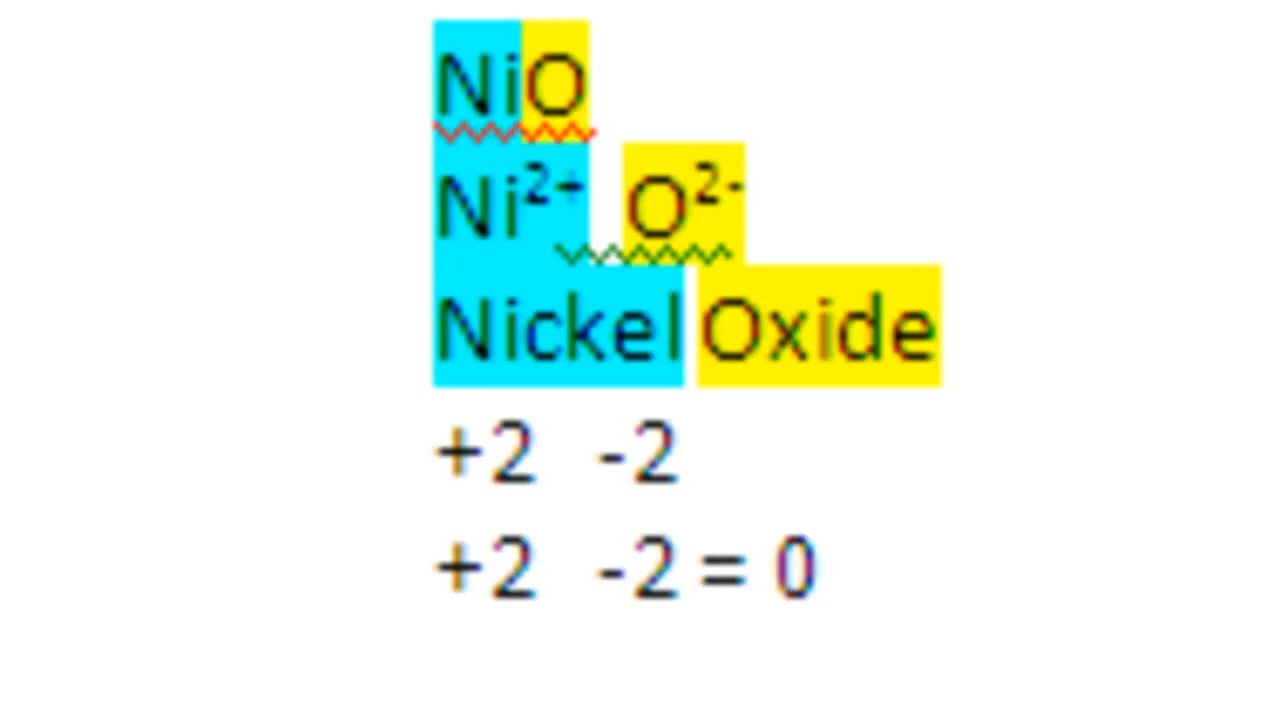 NiO
Ni²⁺ O²⁻
Nickel Oxide
+2 -2
+2 -2 = 0